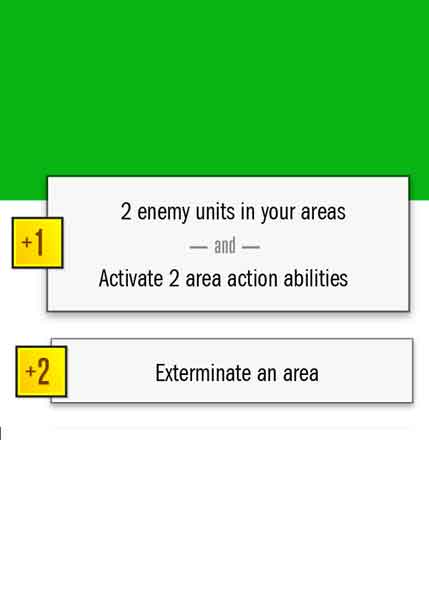 2 enemy units in your areas
+1
— and —
Activate 2 area action abilities
+2
Exterminate an area